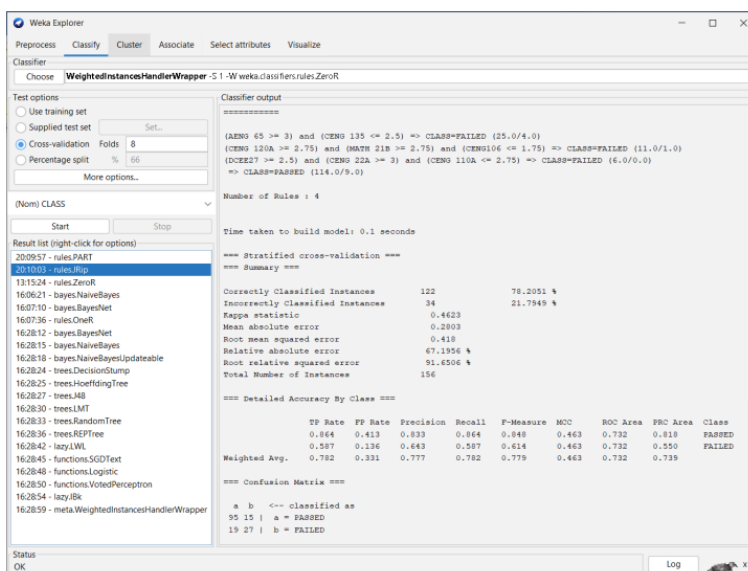 Weka Explorer
Preprocess Classify Cluster Associate Select attributes Visualize
Classifier
Choose WeightedInstancesHandlerWrapper -S 1 -W weka.classifiers.rules.ZeroR
Test options
Use training set
Supplied test set Set...
Cross-validation Folds 8
Percentage split % 66
More options...
(Nom) CLASS
Start Stop
Result list (right-click for options)
20:09:57 - rules.PART
20:10:03 - rules.JRip
13:15:24 - rules.ZeroR
16:06:21 - bayes.NaiveBayes
16:07:10 - bayes.BayesNet
16:07:36 - rules.OneR
16:28:12 - bayes.BayesNet
16:28:15 - bayes.NaiveBayes
16:28:18 - bayes.NaiveBayesUpdateable
16:28:24 - trees.DecisionStump
16:28:25 - trees.HoeffdingTree
16:28:27 - trees.J48
16:28:30 - trees.LMT
16:28:33 - trees.RandomTree
16:28:36 - trees.REPTree
16:28:42 - lazy.LWL
16:28:45 - functions.SGDText
16:28:48 - functions.Logistic
16:28:50 - functions.VotedPerceptron
16:28:54 - lazy.IBk
16:28:59 - meta.WeightedInstancesHandlerWrapper
Classifier output
===========
(AENG 65 >= 3) and (CENG 135 <= 2.5) => CLASS=FAILED (25.0/4.0)
(CENG 120A >= 2.75) and (MATH 21B >= 2.75) and (CENG106 <= 1.75) => CLASS=FAILED (11.0/1.0)
(DCEE27 >= 2.5) and (CENG 22A >= 3) and (CENG 110A <= 2.75) => CLASS=FAILED (6.0/0.0)
=> CLASS=PASSED (114.0/9.0)
Number of Rules : 4
Time taken to build model: 0.1 seconds
=== Stratified cross-validation ===
=== Summary ===
Correctly Classified Instances 122 78.2051 %
Incorrectly Classified Instances 34 21.7949 %
Kappa statistic 0.4623
Mean absolute error 0.2803
Root mean squared error 0.418
Relative absolute error 67.1956 %
Root relative squared error 91.6506 %
Total Number of Instances 156
=== Detailed Accuracy By Class ===
TP Rate FP Rate Precision Recall F-Measure MCC ROC Area PRC Area Class
0.864 0.413 0.833 0.864 0.848 0.463 0.732 0.818 PASSED
0.587 0.136 0.643 0.587 0.614 0.463 0.732 0.550 FAILED
Weighted Avg. 0.782 0.331 0.777 0.782 0.779 0.463 0.732 0.739
=== Confusion Matrix ===
a b <-- classified as
95 15 | a = PASSED
19 27 | b = FAILED
Status
OK
Log
x